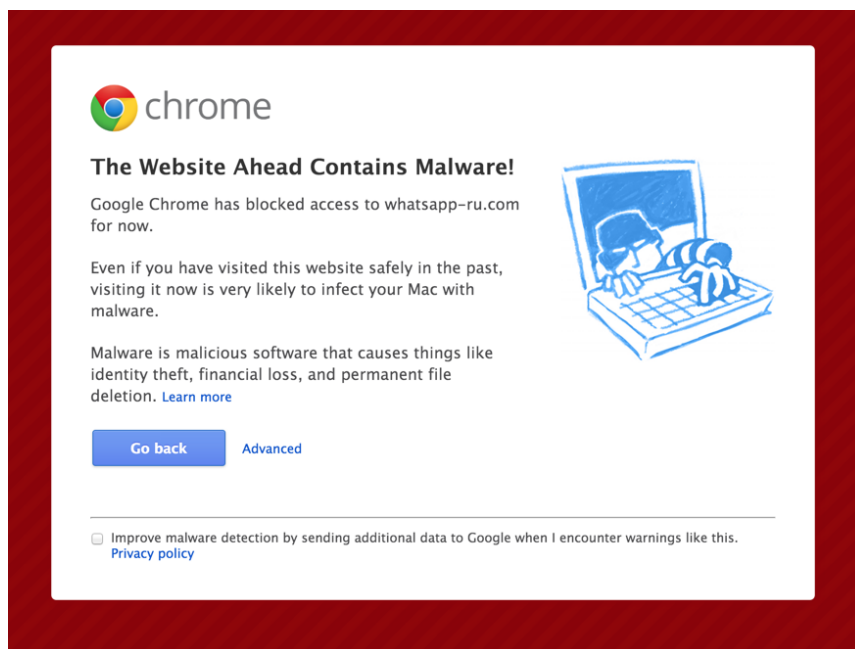 chrome
The Website Ahead Contains Malware!
Google Chrome has blocked access to whatsapp-ru.com
for now.
Even if you have visited this website safely in the past,
visiting it now is very likely to infect your Mac with
malware.
Malware is malicious software that causes things like
identity theft, financial loss, and permanent file
deletion. Learn more
Go back Advanced
Improve malware detection by sending additional data to Google when I encounter warnings like this.
Privacy policy